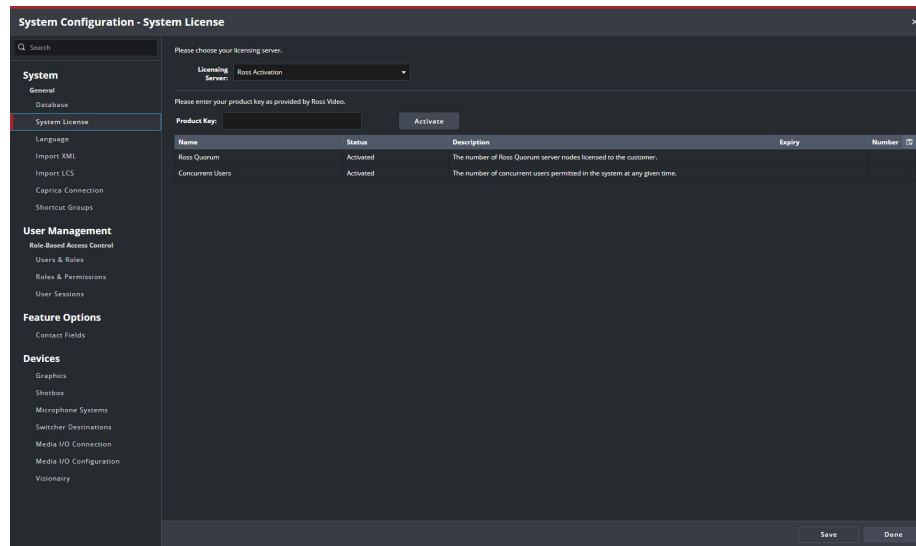 System Configuration - System License
Search
System
General
Database
System License
Language
Import XML
Import LCS
Caprica Connection
Shortcut Groups
User Management
Role-Based Access Control
Users & Roles
Roles & Permissions
User Sessions
Feature Options
Contact Fields
Devices
Graphics
Shotbox
Microphone Systems
Switcher Destinations
Media I/O Connection
Media I/O Configuration
Visionairy
Please choose your licensing server.
Licensing Server: Ross Activation
Please enter your product key as provided by Ross Video.
Product Key: Activate
Name Status Description Expiry Number
Ross Quorum Activated The number of Ross Quorum server nodes licensed to the customer.
Concurrent Users Activated The number of concurrent users permitted in the system at any given time.
Save Done